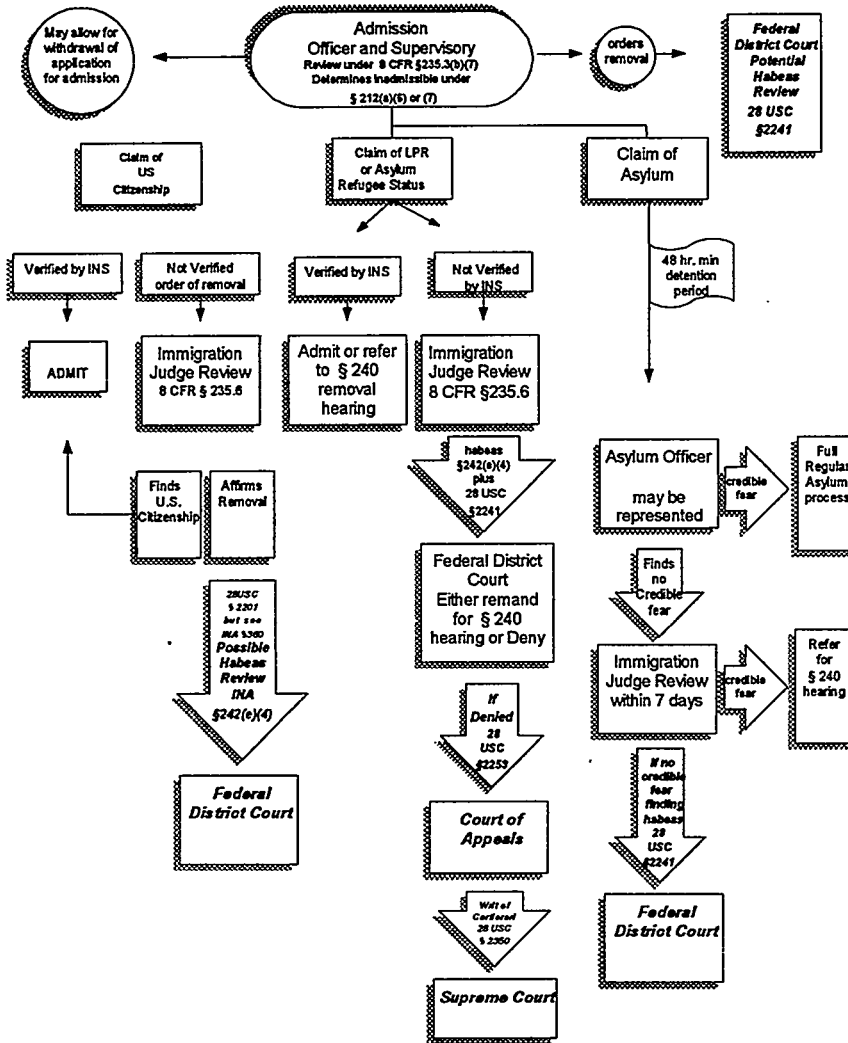 May allow for
withdrawal of
application
for admission
Admission
Officer and Supervisory
Review under 8 CFR §235.3(b)(7)
Determines inadmissible under
§ 212(a)(6) or (7)
orders
removal
Federal
District Court
Potential
Habeas
Review
28 USC
§2241
Claim of
US
Citizenship
Claim of LPR
or Asylum
Refugee Status
Claim of
Asylum
48 hr. min
detention
period
Verified by INS
Not Verified
order of removal
Verified by INS
Not Verified
by INS
ADMIT
Immigration
Judge Review
8 CFR § 235.6
Admit or refer
to § 240
removal
hearing
Immigration
Judge Review
8 CFR §235.6
habeas
§242(e)(4)
plus
28 USC
§2241
Asylum Officer
may be
represented
credible fear
Full
Regular
Asylum
process
Finds
U.S.
Citizenship
Affirms
Removal
Federal District
Court
Either remand
for § 240
hearing or Deny
Finds
no
Credible
fear
28USC
§ 2201
but see
INA §360
Possible
Habeas
Review
INA
§242(e)(4)
Immigration
Judge Review
within 7 days
credible
fear
Refer
for
§ 240
hearing
If
Denied
28
USC
§2253
If no
credible
fear
finding
habeas
28
USC
§2241
Federal
District Court
Court of
Appeals
Writ of
28 USC
§ 2350
Federal
District Court
Supreme Court